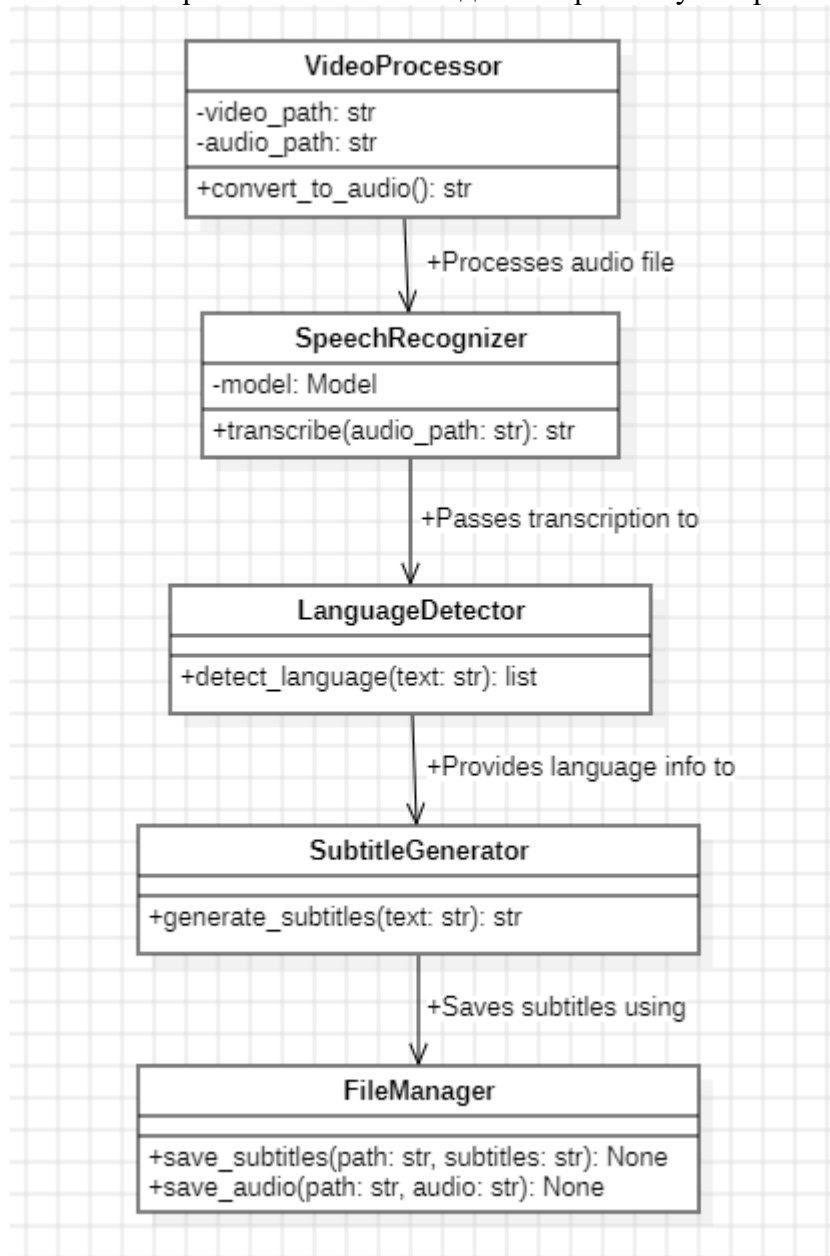 VideoProcessor
-video_path: str
-audio_path: str
+convert_to_audio(): str
+Processes audio file
SpeechRecognizer
-model: Model
+transcribe(audio_path: str): str
+Passes transcription to
LanguageDetector
+detect_language(text: str): list
+Provides language info to
SubtitleGenerator
+generate_subtitles(text: str): str
+Saves subtitles using
FileManager
+save_subtitles(path: str, subtitles: str): None
+save_audio(path: str, audio: str): None